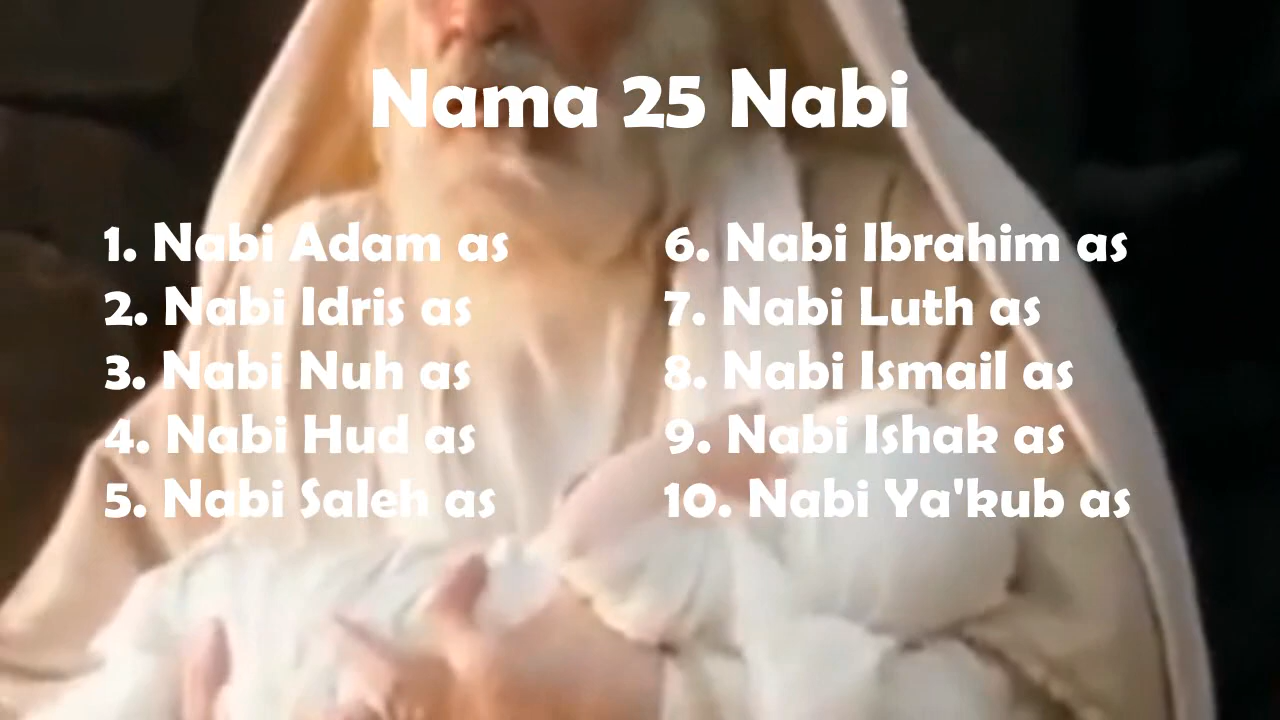 Nama 25 Nabi
1. Nabi Adam as
2. Nabi Idris as
3. Nabi Nuh as
4. Nabi Hud as
5. Nabi Saleh as
6. Nabi Ibrahim as
7. Nabi Luth as
8. Nabi Ismail as
9. Nabi Ishak as
10. Nabi Ya'kub as